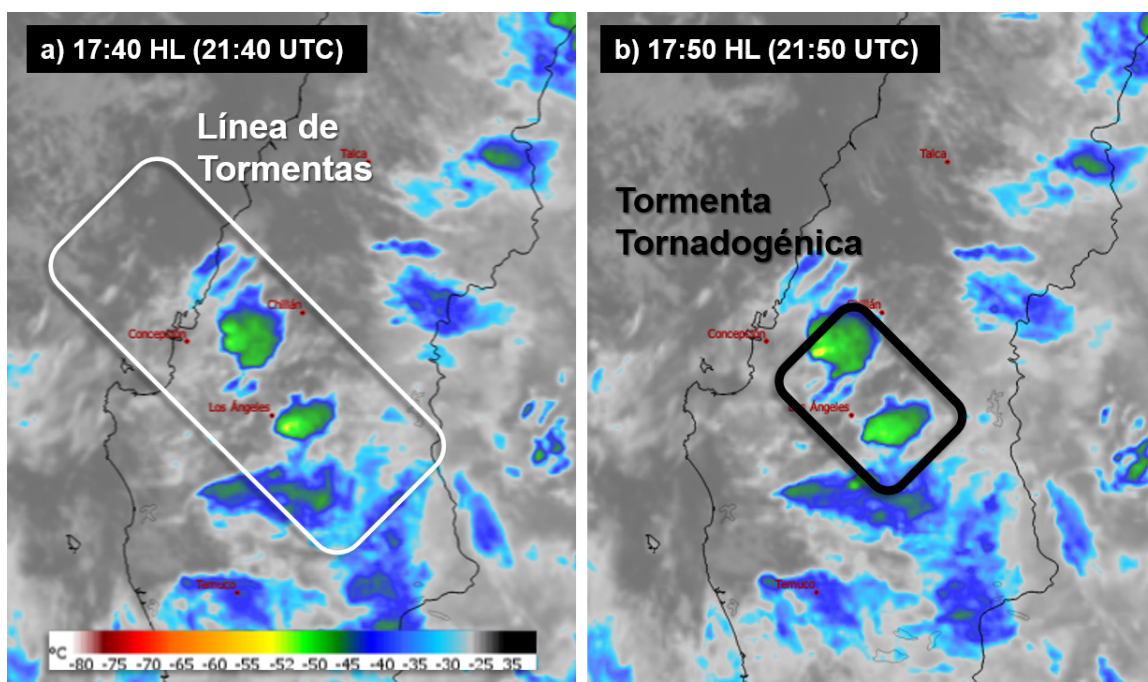 a) 17:40 HL (21:40 UTC)
Línea de
Tormentas
Talca
Chillán
Concepción
Los Ángeles
Temuco
°C
-80 -75 -70 -65 -60 -55 -52 -50 -45 -40 -35 -30 -25 35
b) 17:50 HL (21:50 UTC)
Talca
Tormenta
Tornadogénica
Chillán
Concepción
Los Ángeles
Temuco